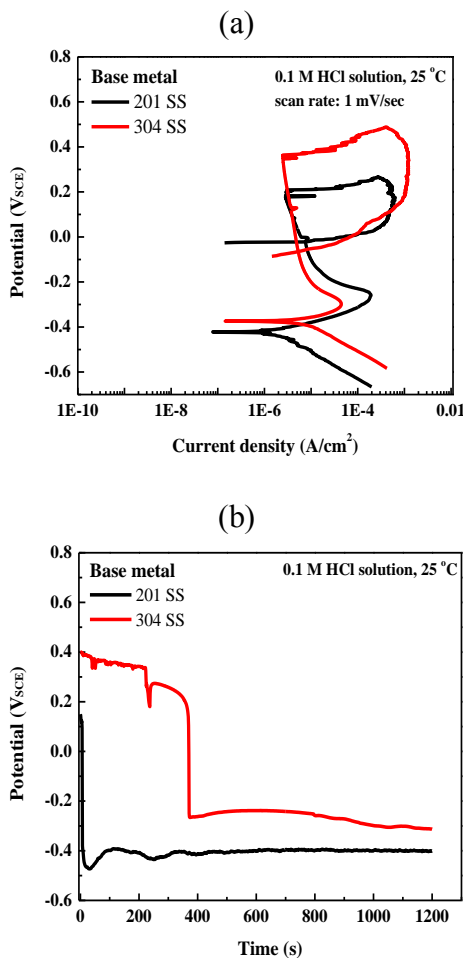 (a)
0.8
0.6
0.4
0.2
0.0
-0.2
-0.4
-0.6
Potential (VSCE)
Base metal
201 SS
304 SS
0.1 M HCl solution, 25 °C
scan rate: 1 mV/sec
1E-10
1E-8
1E-6
1E-4
0.01
Current density (A/cm²)
(b)
0.8
0.6
0.4
0.2
0.0
-0.2
-0.4
-0.6
Potential (VSCE)
Base metal
201 SS
304 SS
0.1 M HCl solution, 25 °C
0
200
400
600
800
1000
1200
Time (s)